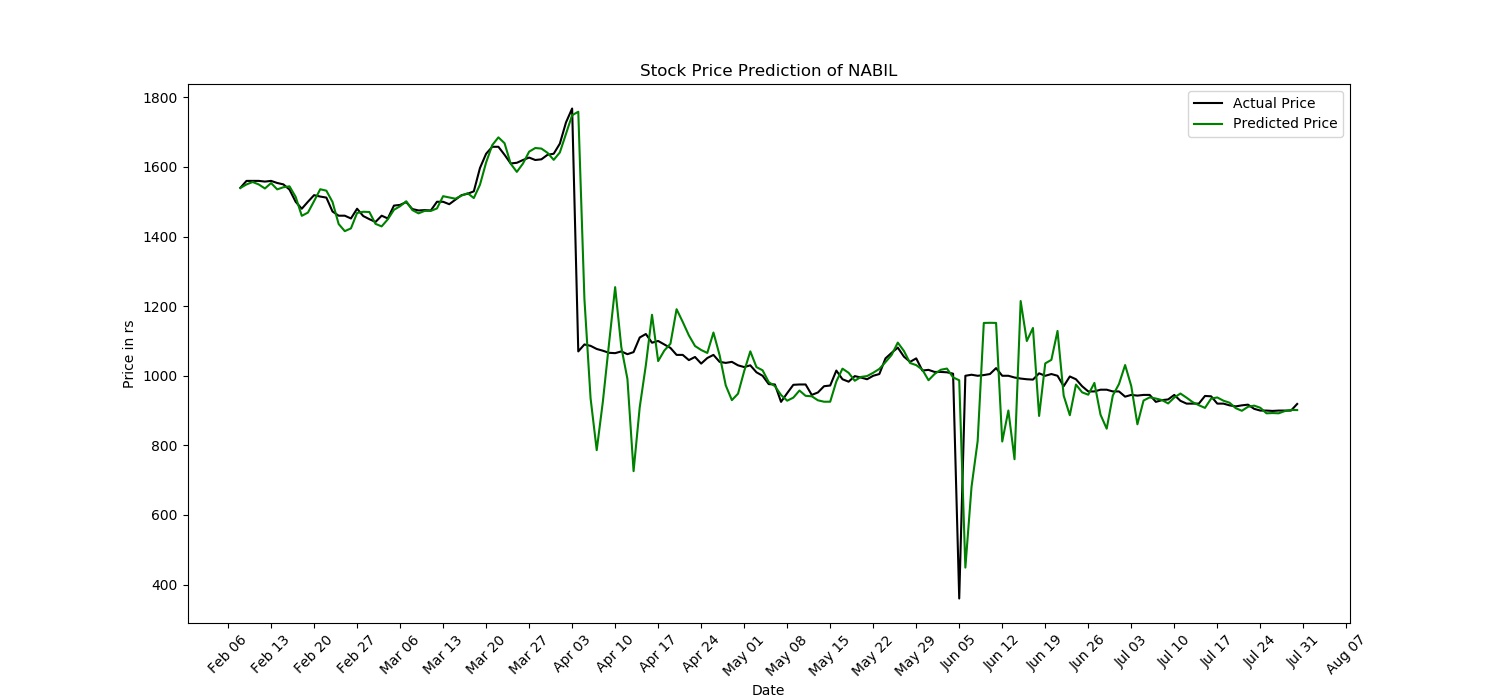 Stock Price Prediction of NABIL
Actual Price
Predicted Price
Price in rs
1800
1600
1400
1200
1000
800
600
400
Feb 06
Feb 13
Feb 20
Feb 27
Mar 06
Mar 13
Mar 20
Mar 27
Apr 03
Apr 10
Apr 17
Apr 24
May 01
May 08
May 15
May 22
May 29
Jun 05
Jun 12
Jun 19
Jun 26
Jul 03
Jul 10
Jul 17
Jul 24
Jul 31
Aug 07
Date